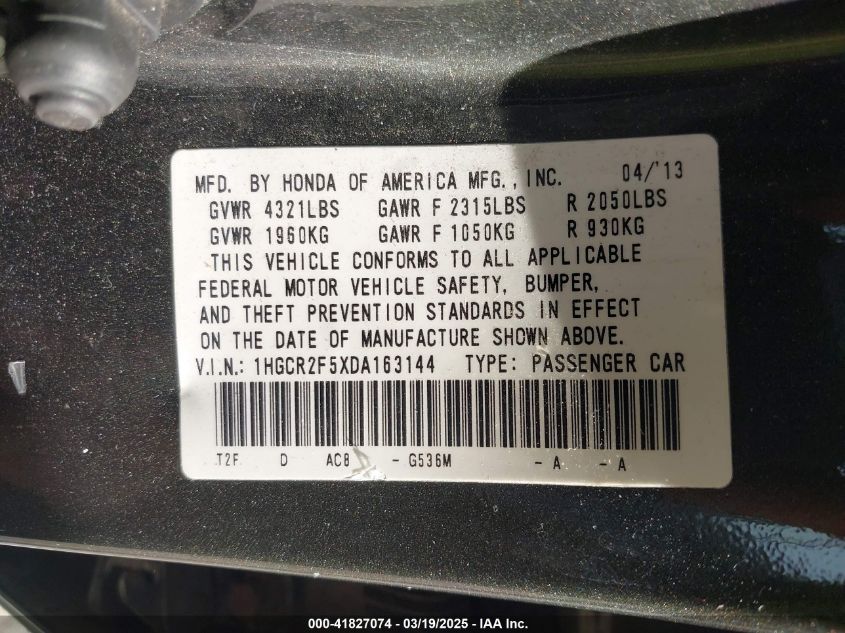 MFD. BY HONDA OF AMERICA MFG., INC. 04/'13
GVWR 4321LBS GAWR F 2315LBS R 2050LBS
GVWR 1960KG GAWR F 1050KG R 930KG
THIS VEHICLE CONFORMS TO ALL APPLICABLE
FEDERAL MOTOR VEHICLE SAFETY, BUMPER,
AND THEFT PREVENTION STANDARDS IN EFFECT
ON THE DATE OF MANUFACTURE SHOWN ABOVE.
V.I.N.: 1HGCR2F5XDA163144 TYPE: PASSENGER CAR
T2F D AC8 - G536M - A - A
000-41827074 / 03/19/2025 - IAA Inc.